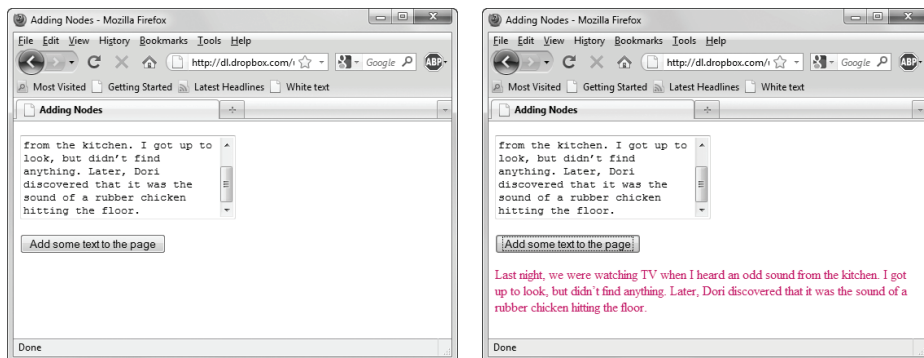 Adding Nodes - Mozilla Firefox
File Edit View History Bookmarks Tools Help
http://dl.dropbox.com/ Google ABP
Most Visited Getting Started Latest Headlines White text
Adding Nodes
from the kitchen. I got up to
look, but didn't find
anything. Later, Dori
discovered that it was the
sound of a rubber chicken
hitting the floor.
Add some text to the page
Done
Adding Nodes - Mozilla Firefox
File Edit View History Bookmarks Tools Help
http://dl.dropbox.com/ Google ABP
Most Visited Getting Started Latest Headlines White text
Adding Nodes
from the kitchen. I got up to
look, but didn't find
anything. Later, Dori
discovered that it was the
sound of a rubber chicken
hitting the floor.
Add some text to the page
Last night, we were watching TV when I heard an odd sound from the kitchen. I got
up to look, but didn't find anything. Later, Dori discovered that it was the sound of a
rubber chicken hitting the floor.
Done